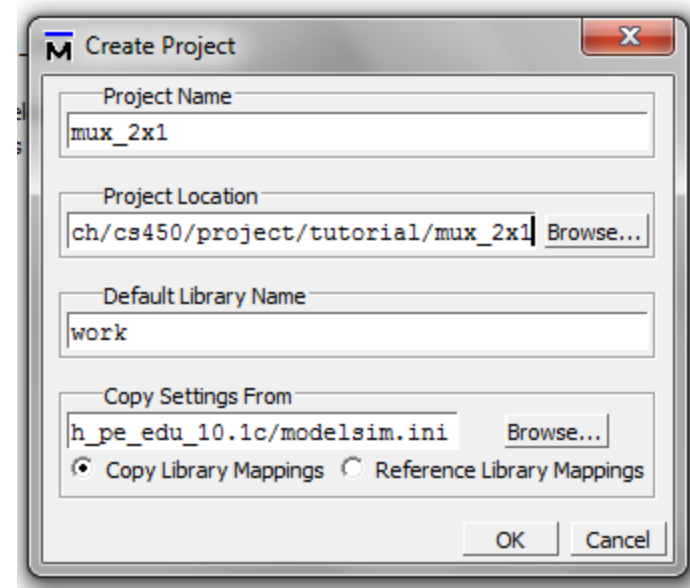 Create Project
Project Name
mux_2x1
Project Location
ch/cs450/project/tutorial/mux_2x1 Browse...
Default Library Name
work
Copy Settings From
h_pe_edu_10.1c/modelsim.ini Browse...
Copy Library Mappings Reference Library Mappings
OK Cancel